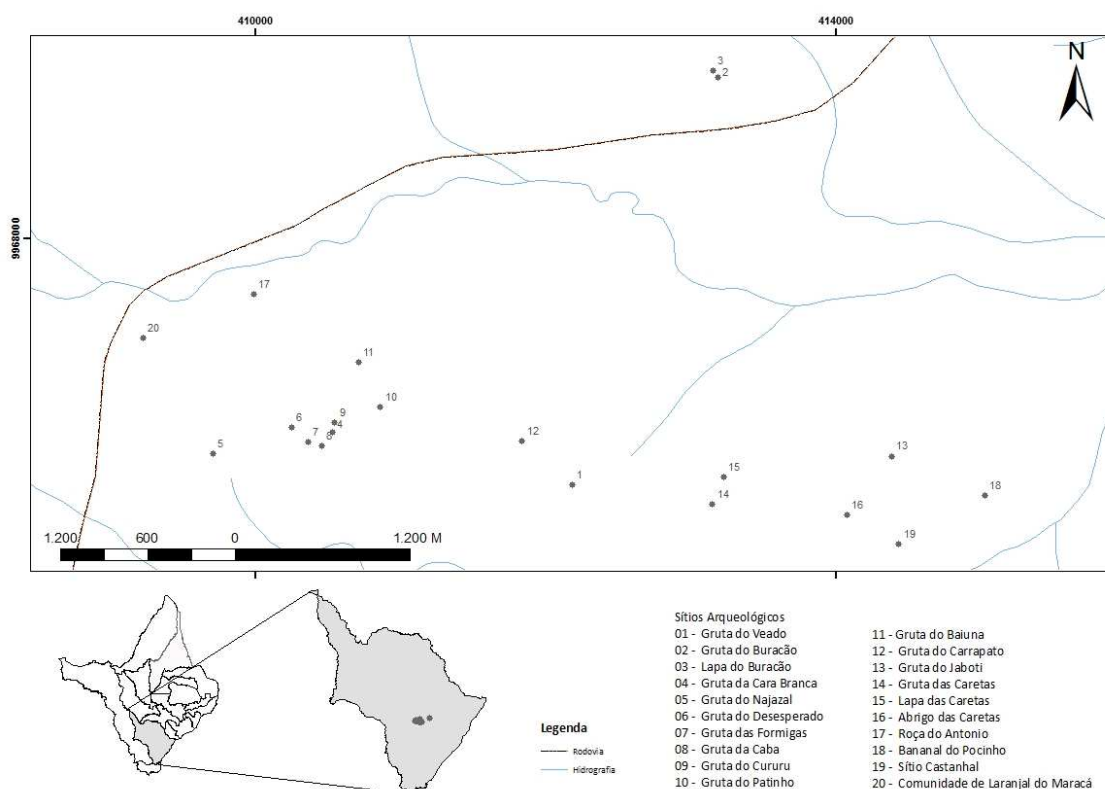 410000 414000
N
3
2
9968000
17
20
11
10
9
6
4
7
8
5
12
13
1
15
18
14
16
19
1.200 600 0 1.200 M
Sítios Arqueológicos
01 - Gruta do Veado
02 - Gruta do Buracão
03 - Lapa do Buracão
04 - Gruta da Cara Branca
05 - Gruta do Najazal
06 - Gruta do Desesperado
07 - Gruta das Formigas
08 - Gruta da Caba
09 - Gruta do Cururu
10 - Gruta do Patinho
11 - Gruta do Baiuna
12 - Gruta do Carrapato
13 - Gruta do Jaboti
14 - Gruta das Caretas
15 - Lapa das Caretas
16 - Abrigo das Caretas
17 - Roça do Antonio
18 - Bananal do Pocinho
19 - Sítio Castanhal
20 - Comunidade de Laranjal do Maracá
Legenda
Rodovia
Hidrografia